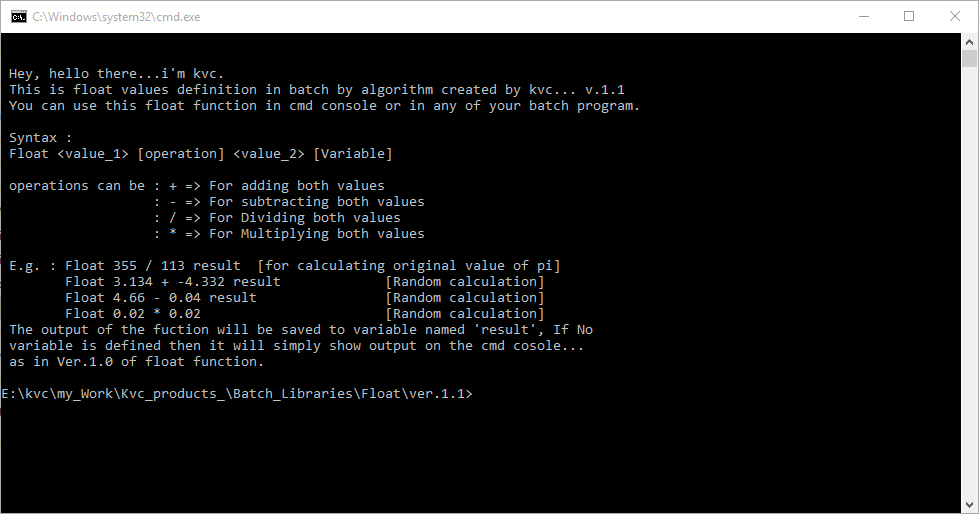 C:\Windows\system32\cmd.exe
Hey, hello there...i'm kvc.
This is float values definition in batch by algorithm created by kvc... v.1.1
You can use this float function in cmd console or in any of your batch program.
Syntax :
Float <value_1> [operation] <value_2> [Variable]
operations can be : + => For adding both values
: - => For subtracting both values
: / => For Dividing both values
: * => For Multiplying both values
E.g. : Float 355 / 113 result  [for calculating original value of pi]
Float 3.134 + -4.332 result             [Random calculation]
Float 4.66 - 0.04 result                [Random calculation]
Float 0.02 * 0.02                       [Random calculation]
The output of the fuction will be saved to variable named 'result', If No
variable is defined then it will simply show output on the cmd cosole...
as in Ver.1.0 of float function.
E:\kvc\my_Work\Kvc_products_\Batch_Libraries\Float\ver.1.1>